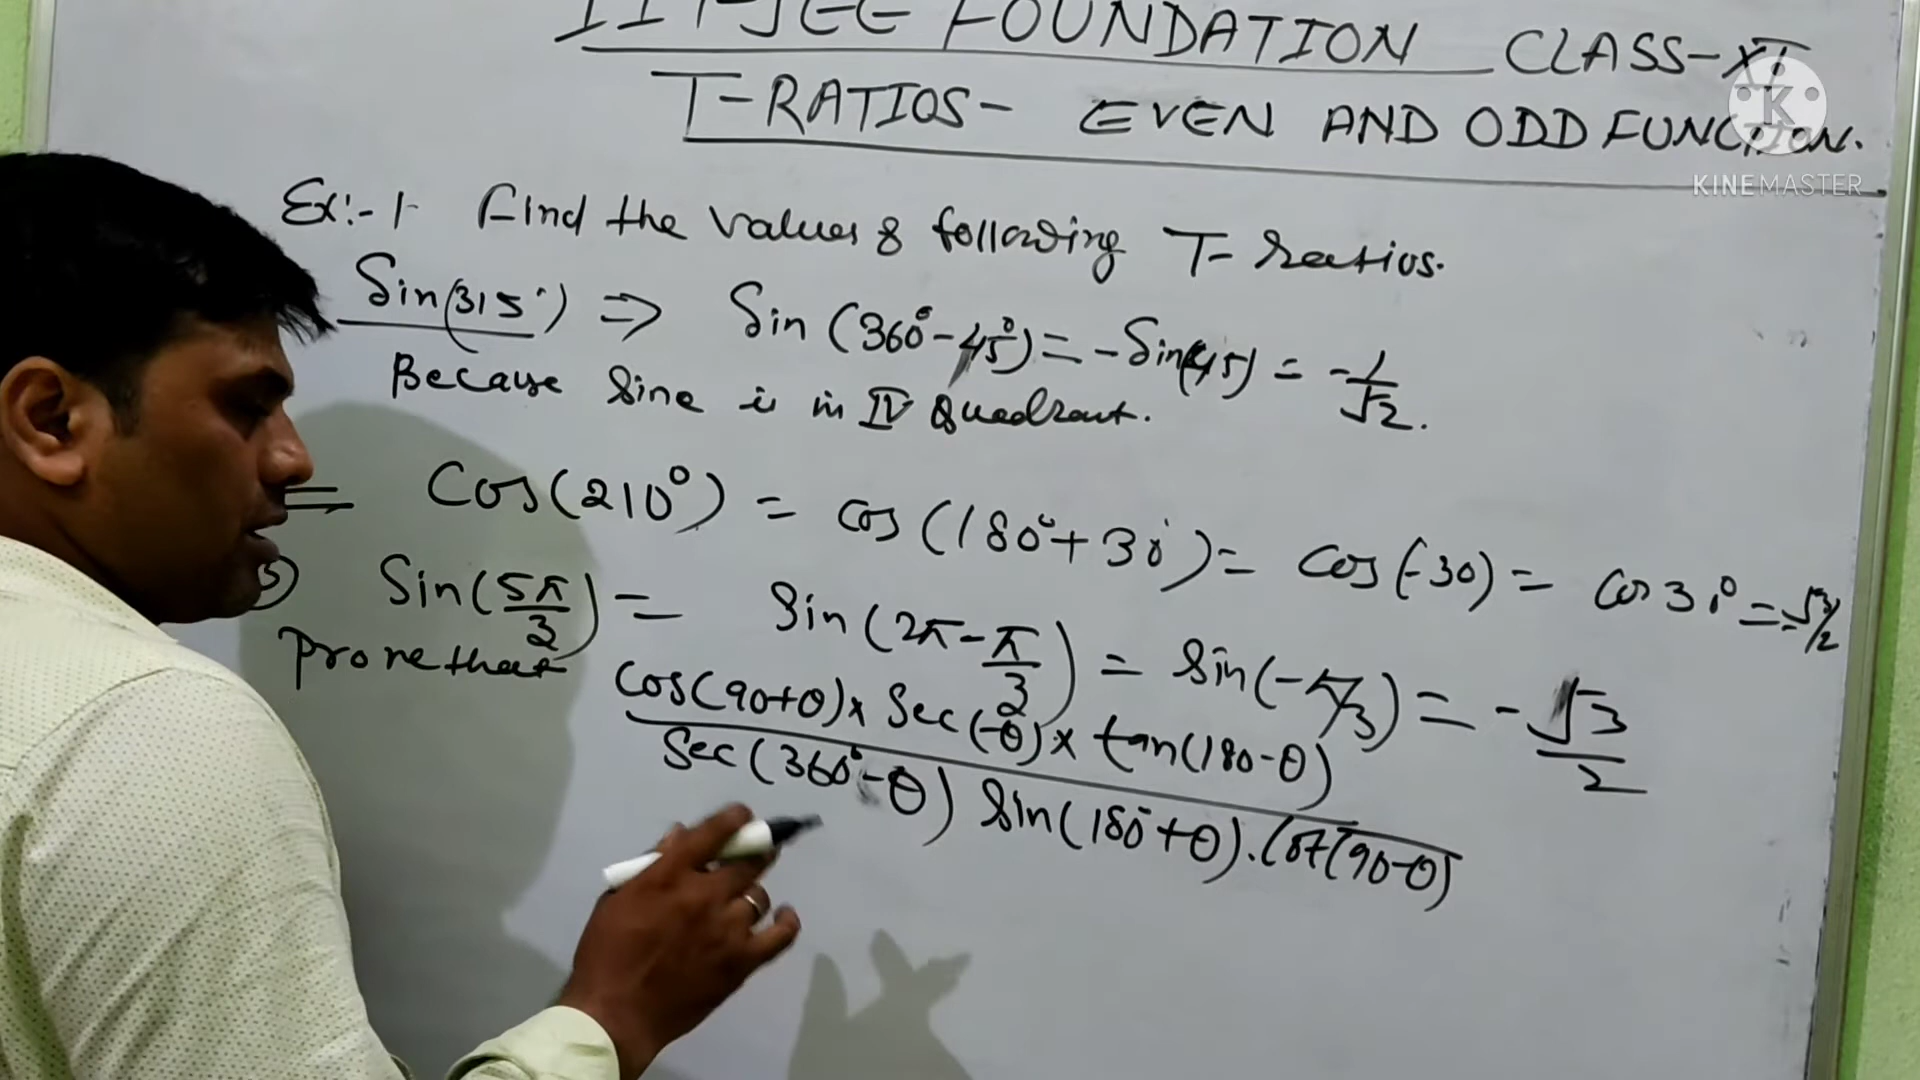 IIT-JEE FOUNDATION CLASS-XI
T-RATIOS- EVEN AND ODD FUNCTION.
KINEMASTER
Ex:-1 Find the values of following T-ratios.
Sin(315°) ⇒ Sin(360°-45°) = -Sin(45) = -1/√2.
Because Sine is in IV Quadrant.
= Cos(210°) = cos(180°+30°) = cos(-30) = cos30° = -√3/2
3) Sin(5π/3) = Sin(2π-π/3) = Sin(-π/3) = -√3/2
Prove that cos(90+θ) x Sec(-θ) x tan(180-θ)
Sec(360°-θ) Sin(180°+θ).Cot(90-θ)